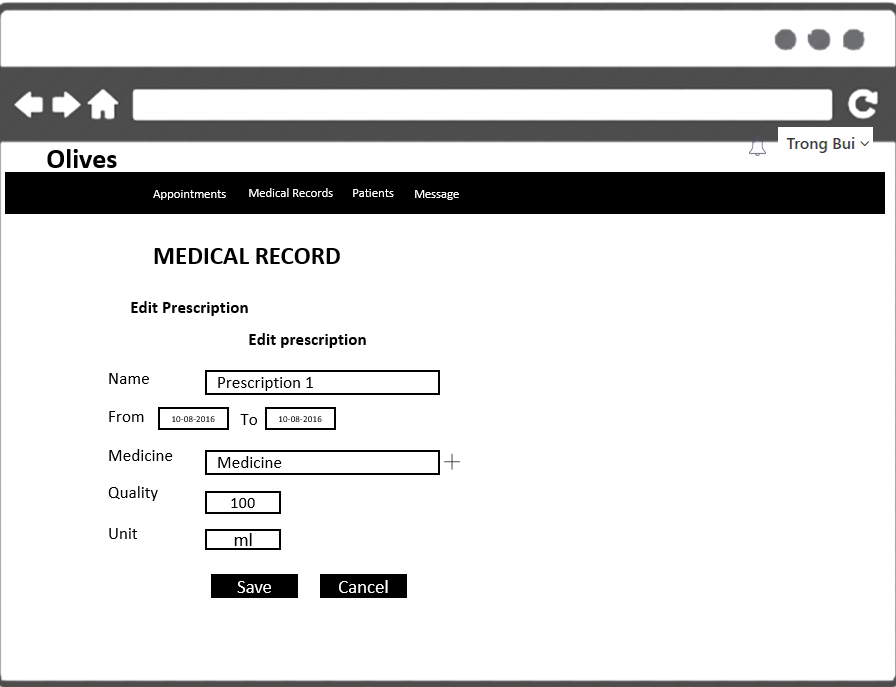 Trong Bui
Olives
Appointments Medical Records Patients Message
MEDICAL RECORD
Edit Prescription
Edit prescription
Name Prescription 1
From 10-08-2016 To 10-08-2016
Medicine Medicine
Quality 100
Unit ml
Save Cancel